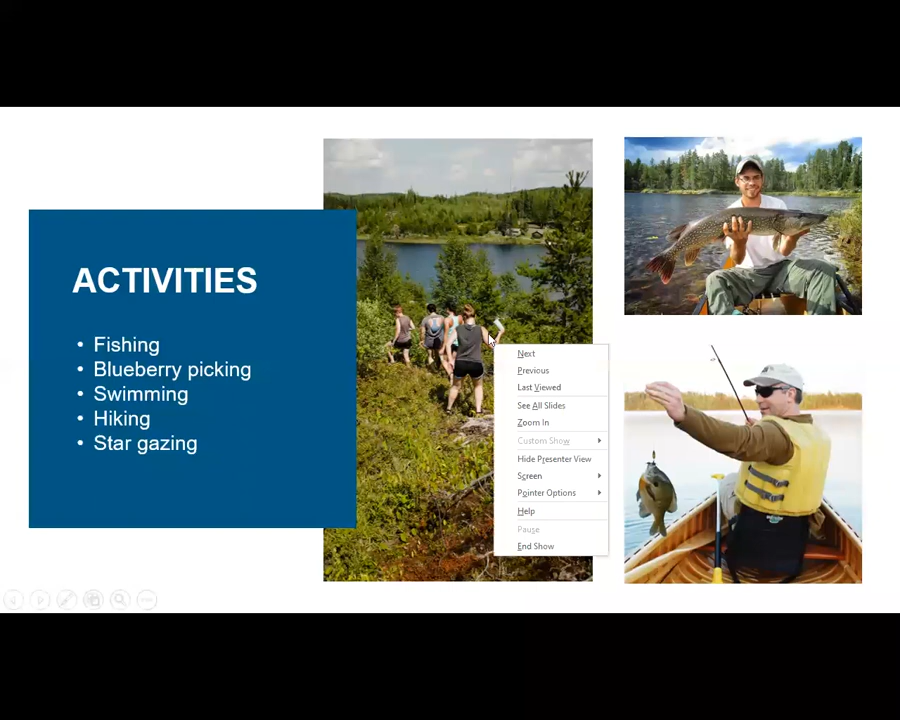 ACTIVITIES
• Fishing
• Blueberry picking
• Swimming
• Hiking
• Star gazing
Next
Previous
Last Viewed
See All Slides
Zoom In
Custom Show
Hide Presenter View
Screen
Pointer Options
Help
Pause
End Show